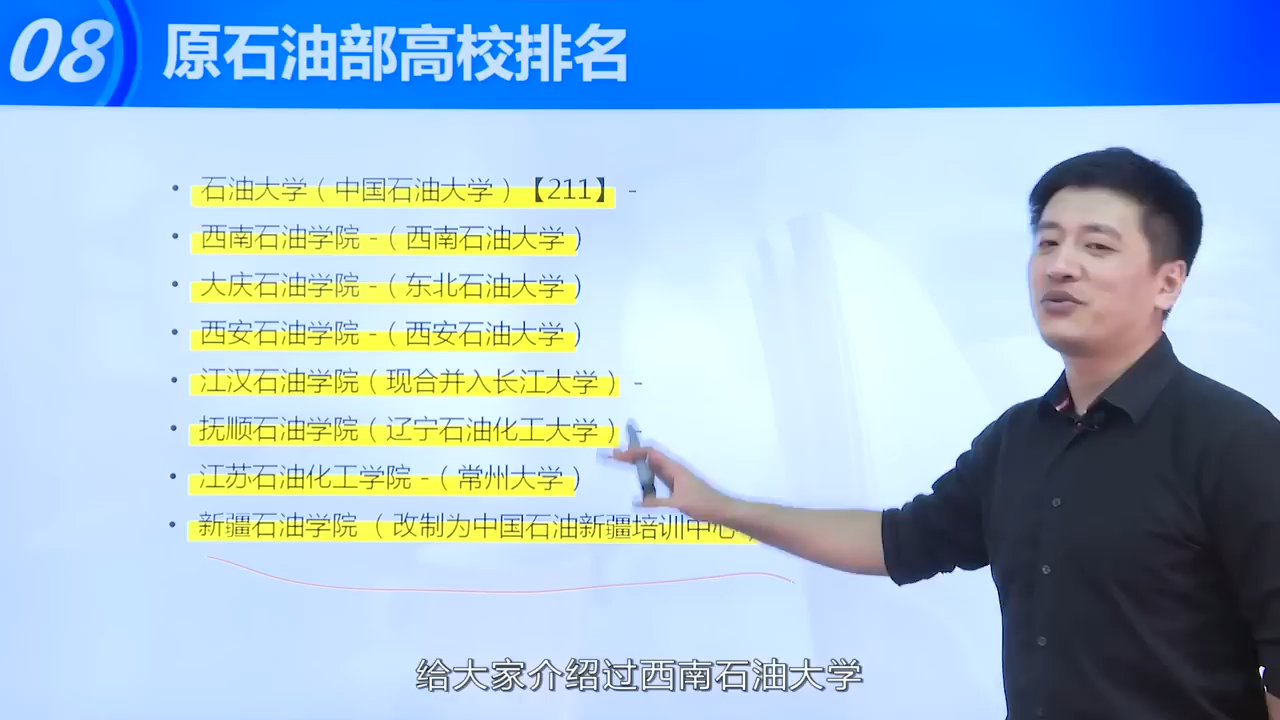 08 原石油部高校排名
• 石油大学（中国石油大学）【211】 -
• 西南石油学院 -（西南石油大学）
• 大庆石油学院 -（东北石油大学）
• 西安石油学院 -（西安石油大学）
• 江汉石油学院（现合并入长江大学） -
• 抚顺石油学院（辽宁石油化工大学） -
• 江苏石油化工学院 -（常州大学）
• 新疆石油学院 （改制为中国石油新疆培训中心）
给大家介绍过西南石油大学